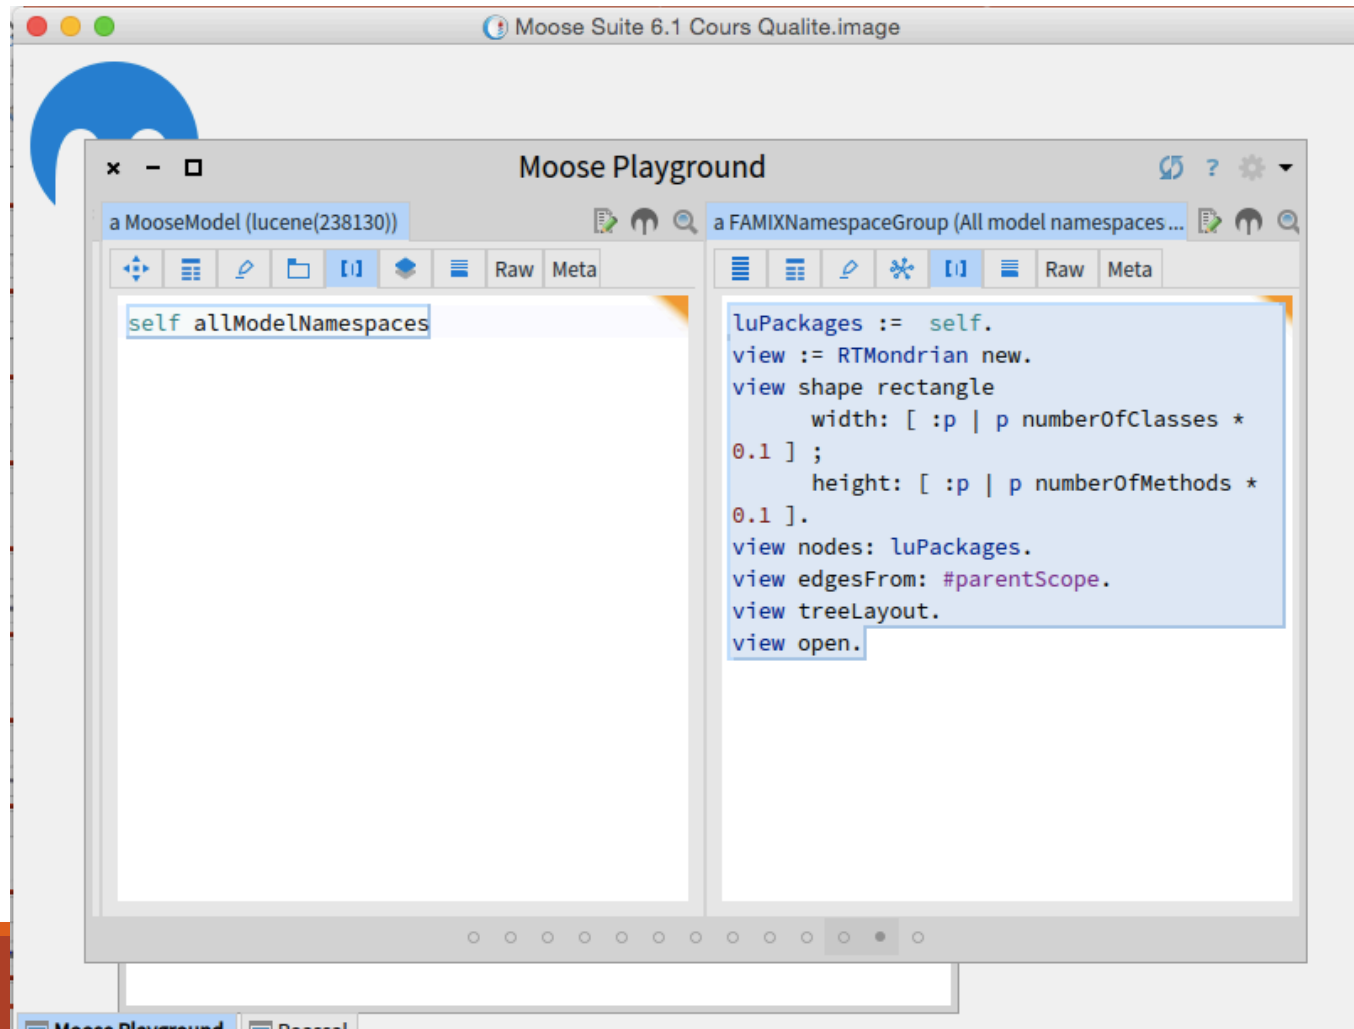 Moose Suite 6.1 Cours Qualite.image
Moose Playground
?
a MooseModel (lucene(238130))
a FAMIXNamespaceGroup (All model namespaces ...
Raw Meta
Raw Meta
self allModelNamespaces
luPackages :=  self.
view := RTMondrian new.
view shape rectangle
width: [ :p | p numberOfClasses *
0.1 ] ;
height: [ :p | p numberOfMethods *
0.1 ].
view nodes: luPackages.
view edgesFrom: #parentScope.
view treeLayout.
view open.
Moose Playground